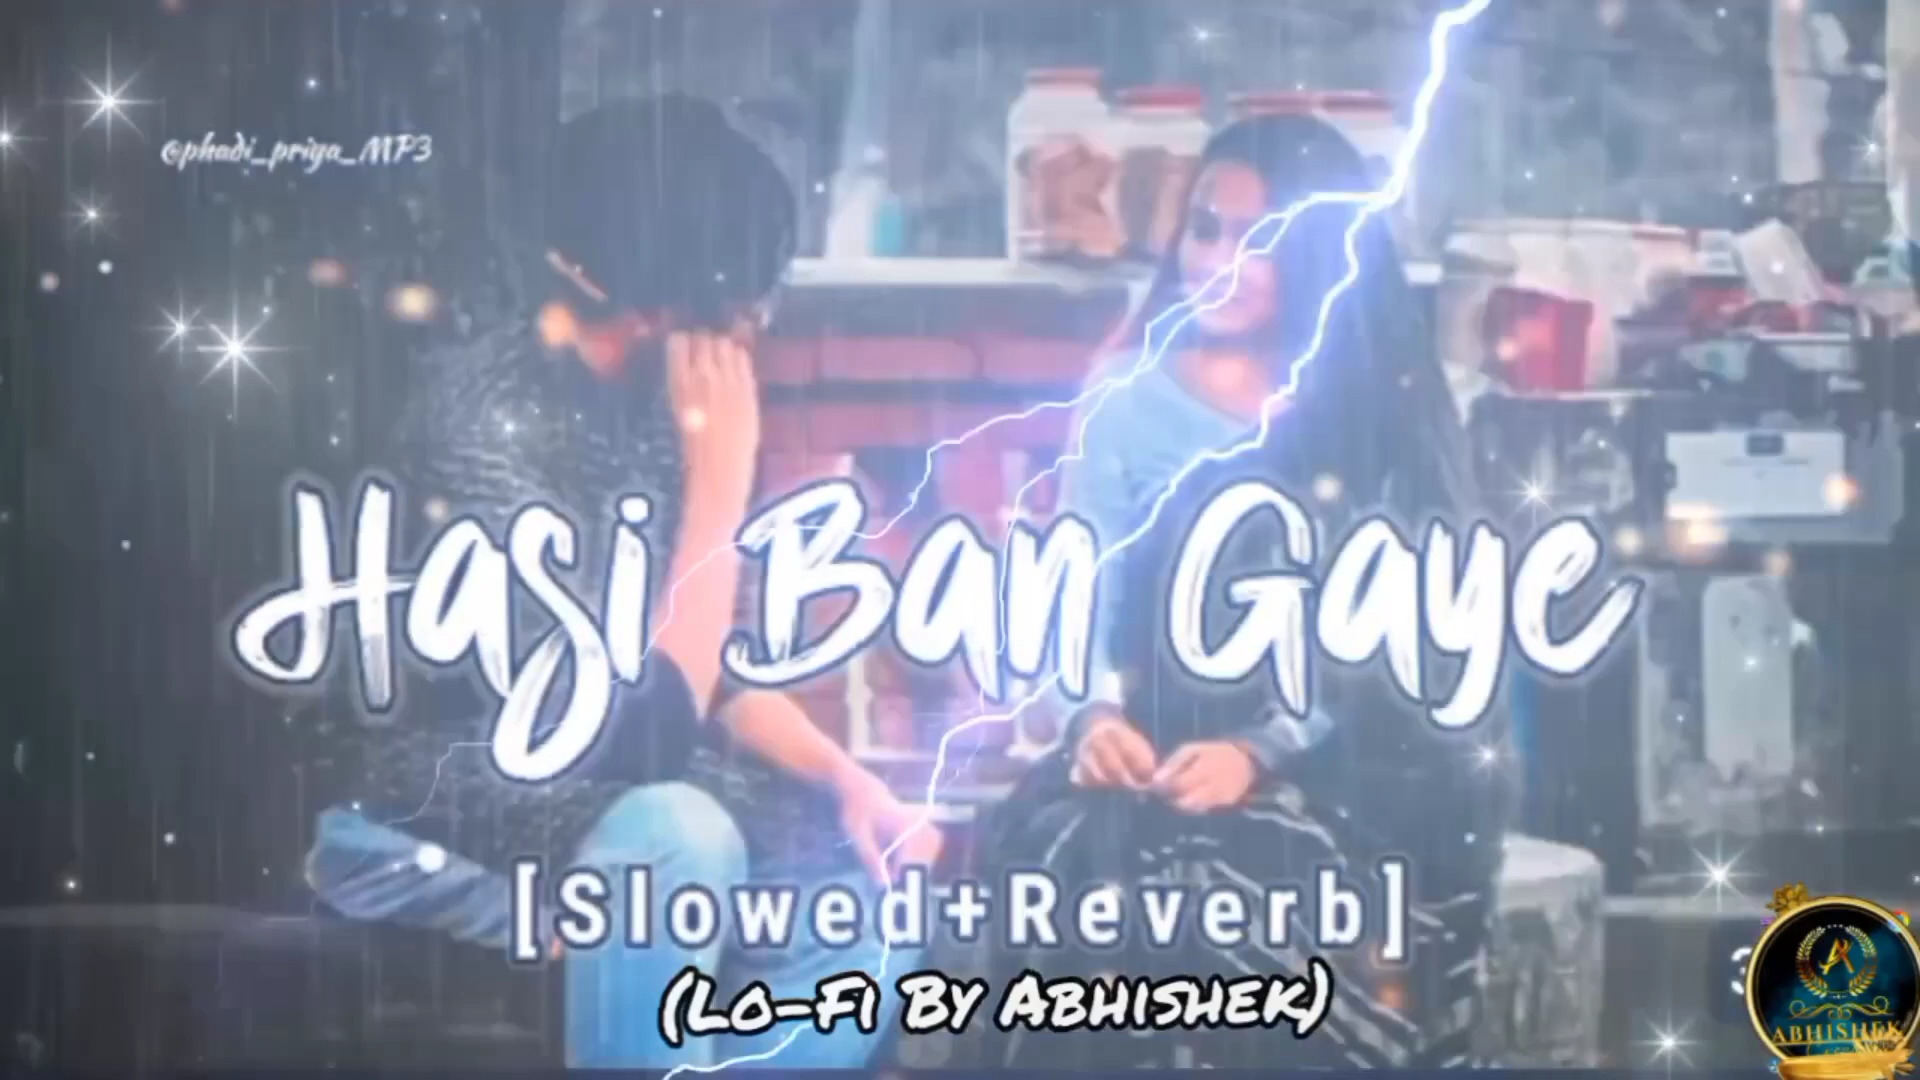 @phadi_priya_MP3
Hasi Ban Gaye
[Slowed+Reverb]
(Lo-Fi By Abhishek)
A
ABHISHEK